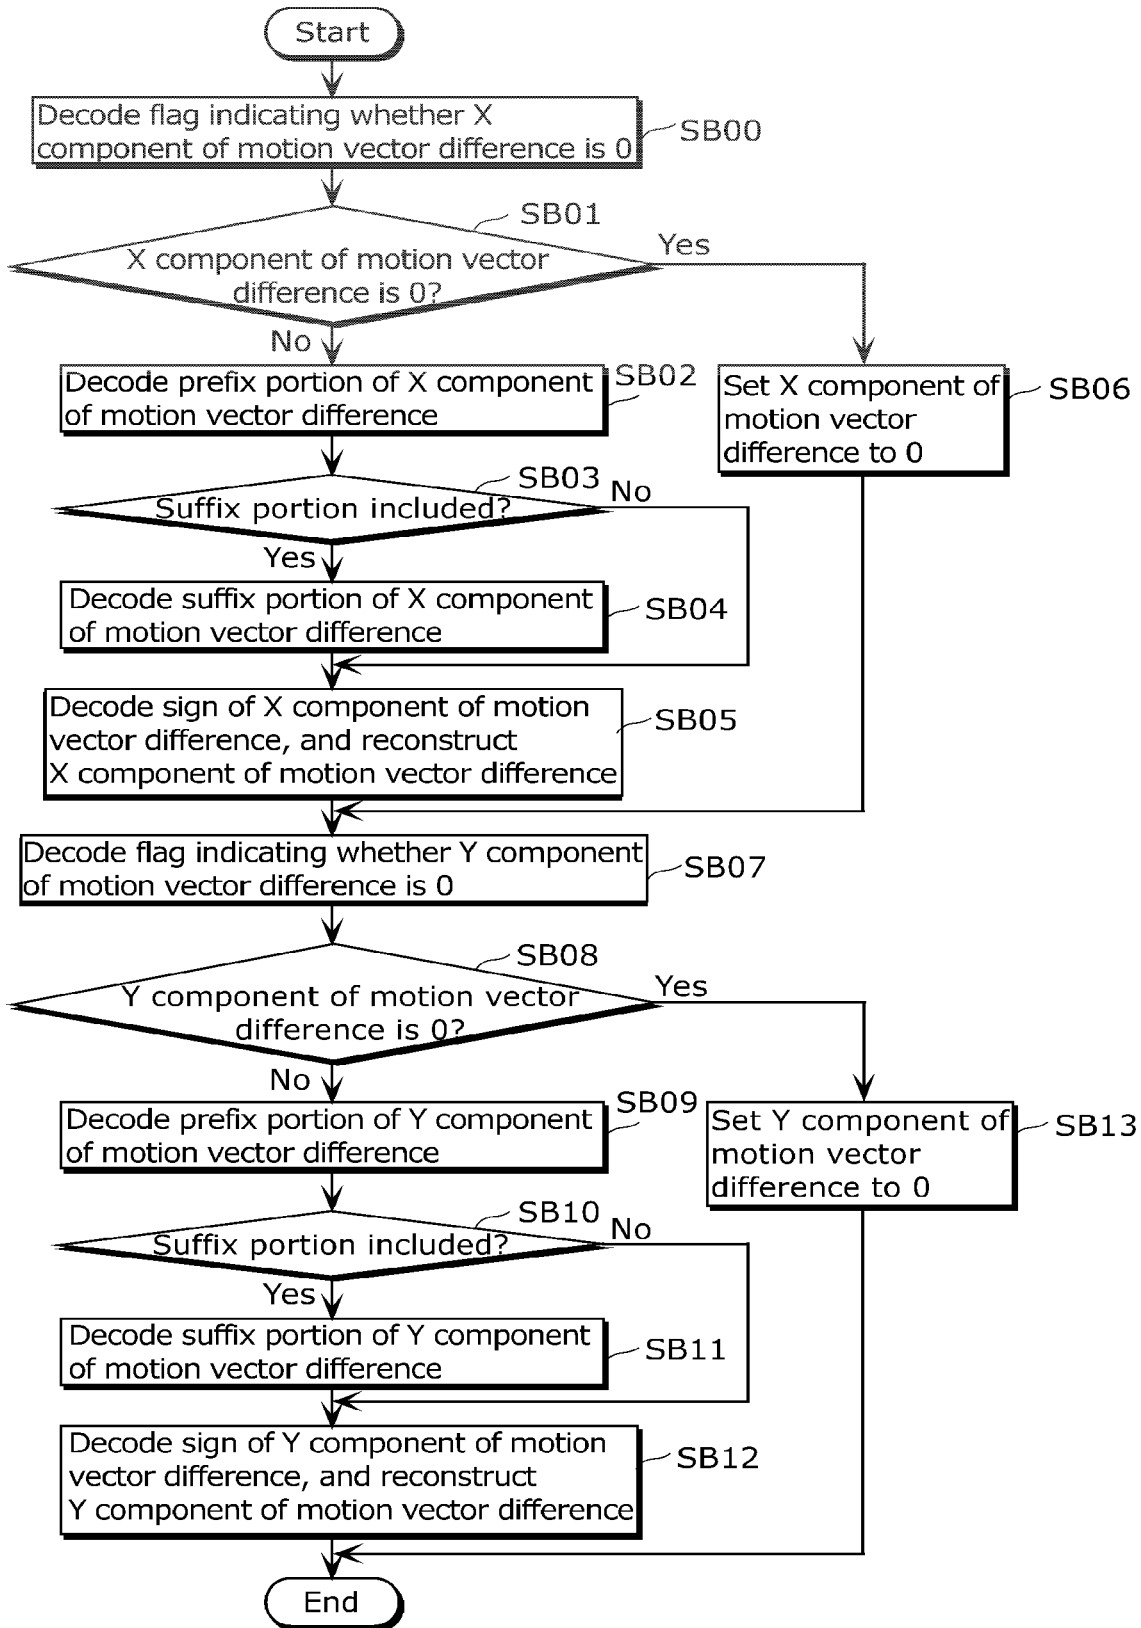 Start
Decode flag indicating whether X
component of motion vector difference is 0
SB00
SB01
X component of motion vector
difference is 0?
Yes
No
Decode prefix portion of X component
of motion vector difference
SB02
Set X component of
motion vector
difference to 0
SB06
SB03
Suffix portion included?
No
Yes
Decode suffix portion of X component
of motion vector difference
SB04
Decode sign of X component of motion
vector difference, and reconstruct
X component of motion vector difference
SB05
Decode flag indicating whether Y component
of motion vector difference is 0
SB07
SB08
Y component of motion vector
difference is 0?
Yes
No
Decode prefix portion of Y component
of motion vector difference
SB09
Set Y component of
motion vector
difference to 0
SB13
SB10
Suffix portion included?
No
Yes
Decode suffix portion of Y component
of motion vector difference
SB11
Decode sign of Y component of motion
vector difference, and reconstruct
Y component of motion vector difference
SB12
End